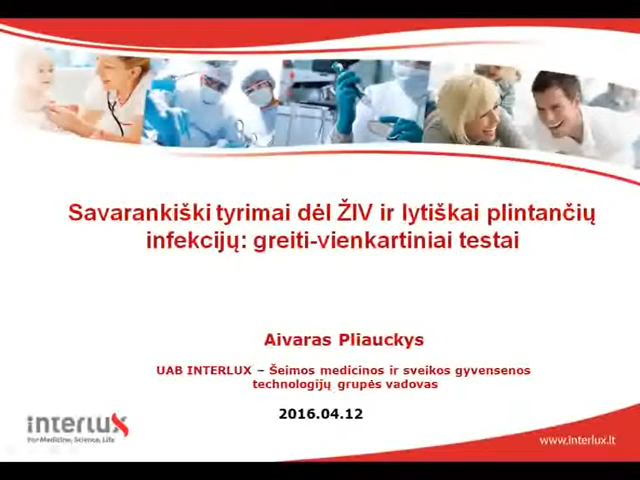 Savarankiški tyrimai dėl ŽIV ir lytiškai plintančių
infekcijų: greiti-vienkartiniai testai
Aivaras Pliauckys
UAB INTERLUX – Šeimos medicinos ir sveikos gyvensenos
technologijų grupės vadovas
2016.04.12
interlux
For Medicine, Science, Life
www.interlux.lt